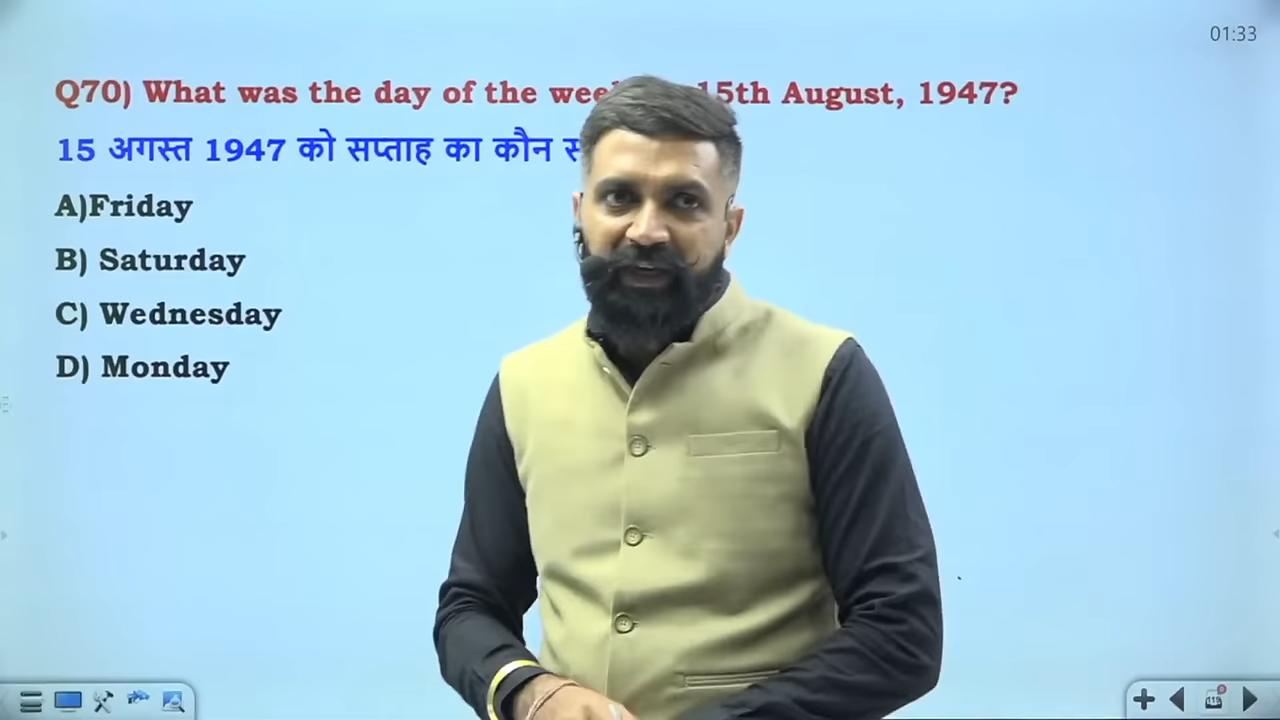 01:33
Q70) What was the day of the 15th August, 1947?
15 अगस्त 1947 को सप्ताह का कौन
A)Friday
B) Saturday
C) Wednesday
D) Monday